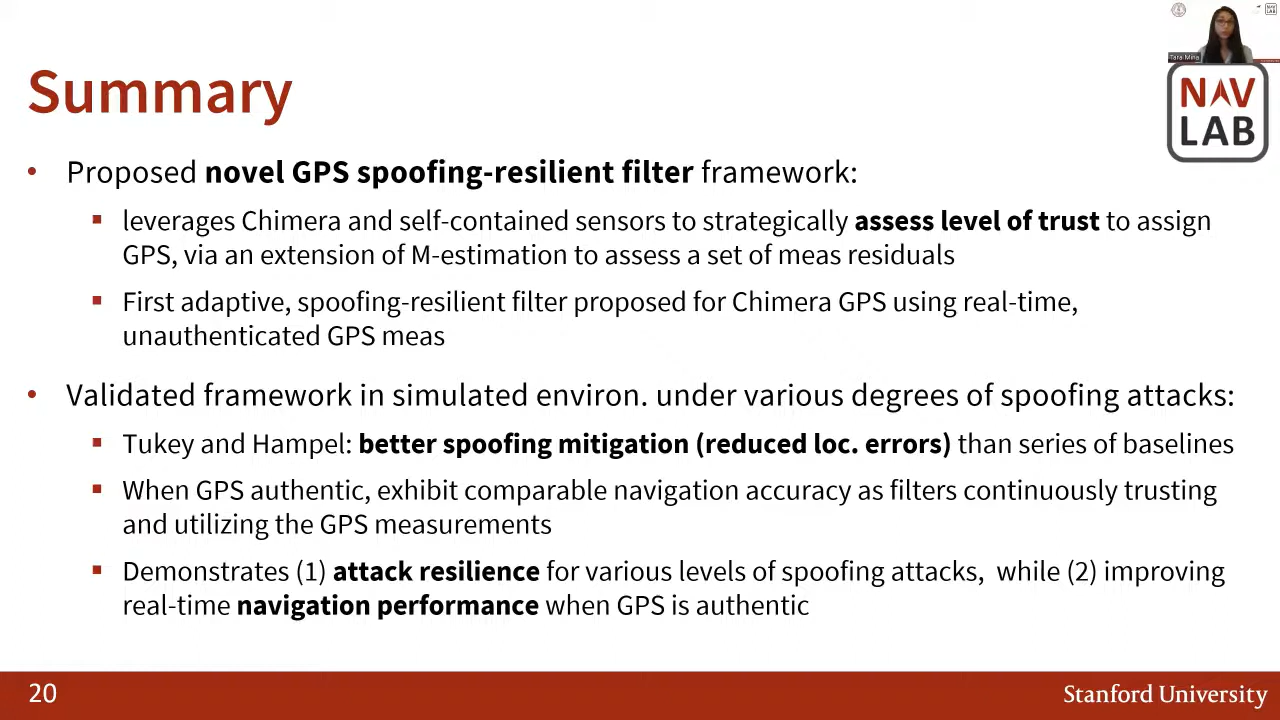 Summary
Tara Mina
NAV
LAB
NAV
LAB
• Proposed novel GPS spoofing-resilient filter framework:
▪ leverages Chimera and self-contained sensors to strategically assess level of trust to assign
GPS, via an extension of M-estimation to assess a set of meas residuals
▪ First adaptive, spoofing-resilient filter proposed for Chimera GPS using real-time,
unauthenticated GPS meas
• Validated framework in simulated environ. under various degrees of spoofing attacks:
▪ Tukey and Hampel: better spoofing mitigation (reduced loc. errors) than series of baselines
▪ When GPS authentic, exhibit comparable navigation accuracy as filters continuously trusting
and utilizing the GPS measurements
▪ Demonstrates (1) attack resilience for various levels of spoofing attacks, while (2) improving
real-time navigation performance when GPS is authentic
20
Stanford University